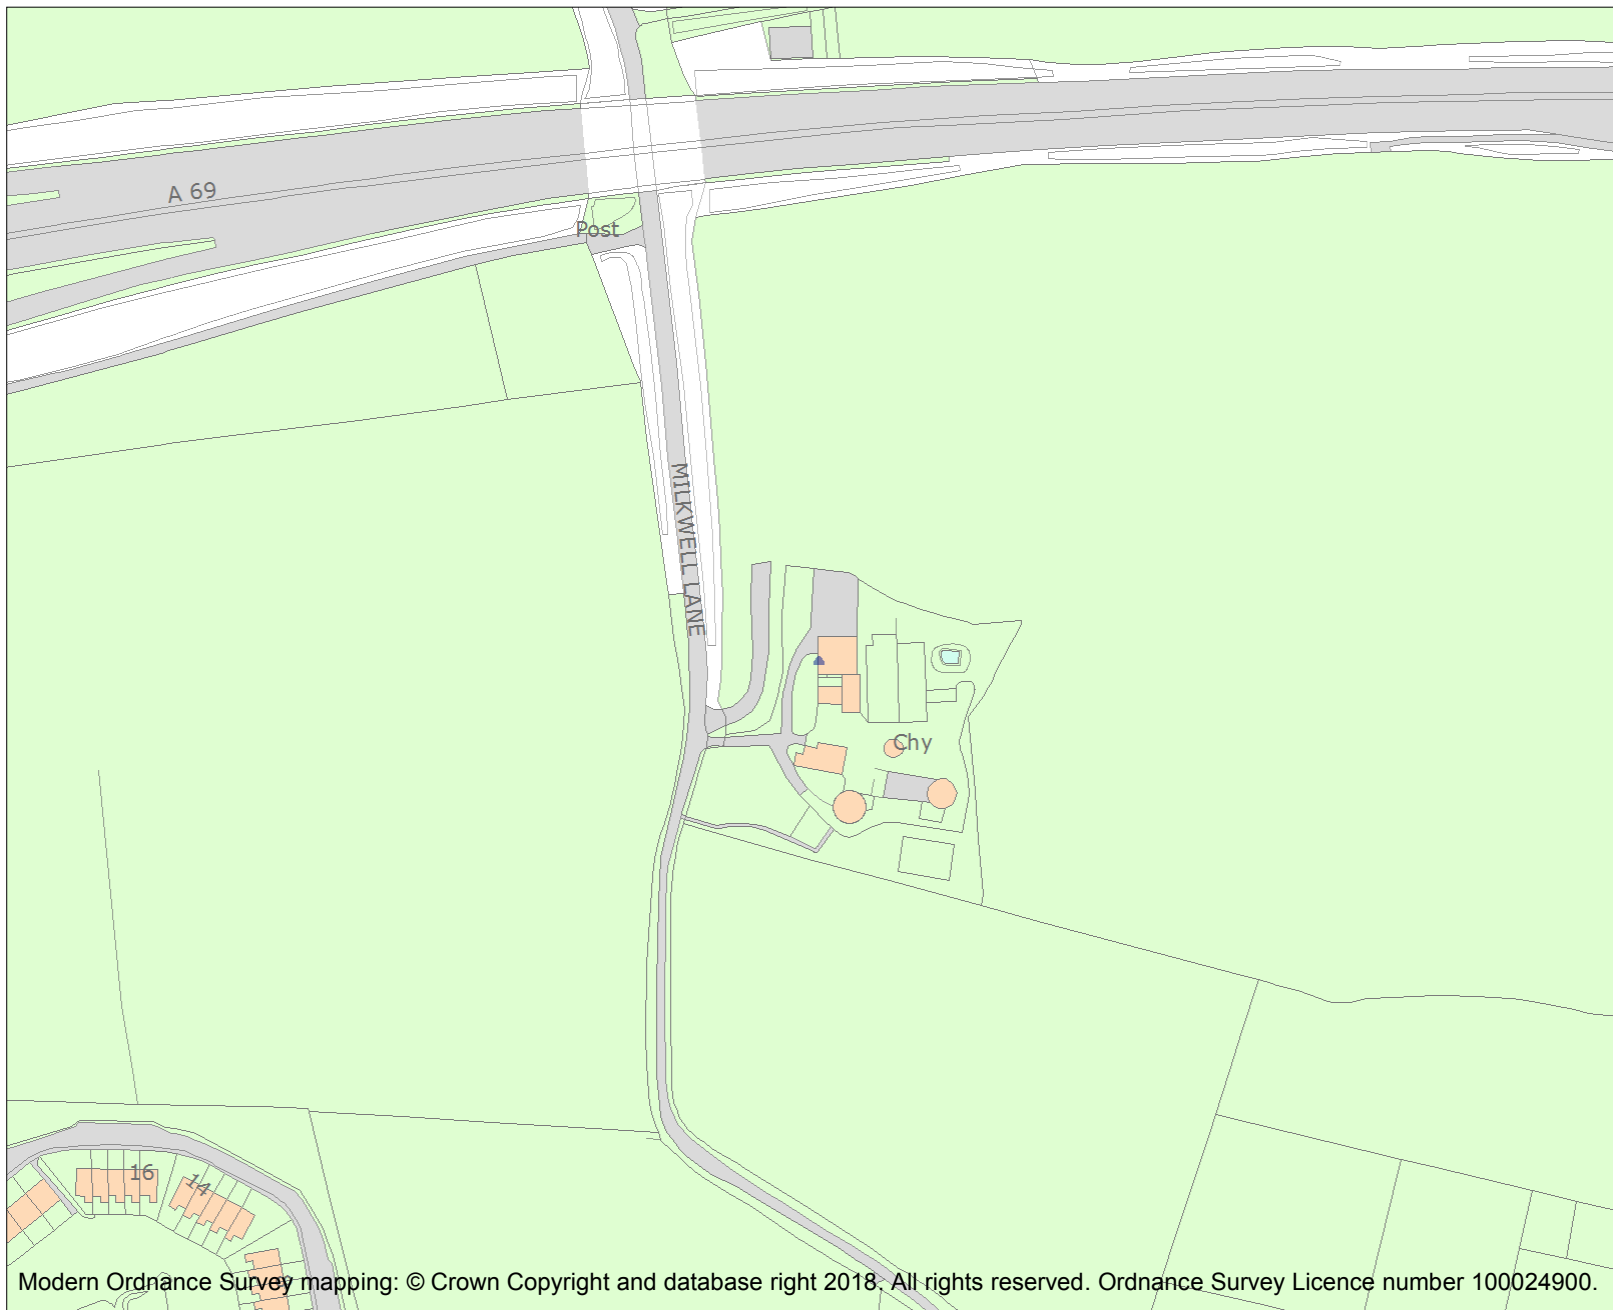 A 69
Post
MILKWELL LANE
Chy
16
14
Modern Ordnance Survey mapping: © Crown Copyright and database right 2018. All rights reserved. Ordnance Survey Licence number 100024900.